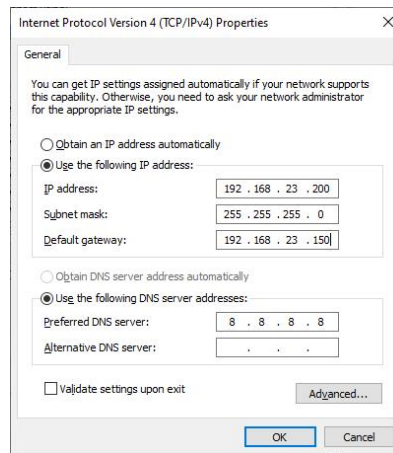 Internet Protocol Version 4 (TCP/IPv4) Properties
General
You can get IP settings assigned automatically if your network supports
this capability. Otherwise, you need to ask your network administrator
for the appropriate IP settings.
Obtain an IP address automatically
Use the following IP address:
IP address: 192 . 168 . 23 . 200
Subnet mask: 255 . 255 . 255 . 0
Default gateway: 192 . 168 . 23 . 150
Obtain DNS server address automatically
Use the following DNS server addresses:
Preferred DNS server: 8 . 8 . 8 . 8
Alternative DNS server: . . .
Validate settings upon exit
Advanced...
OK Cancel